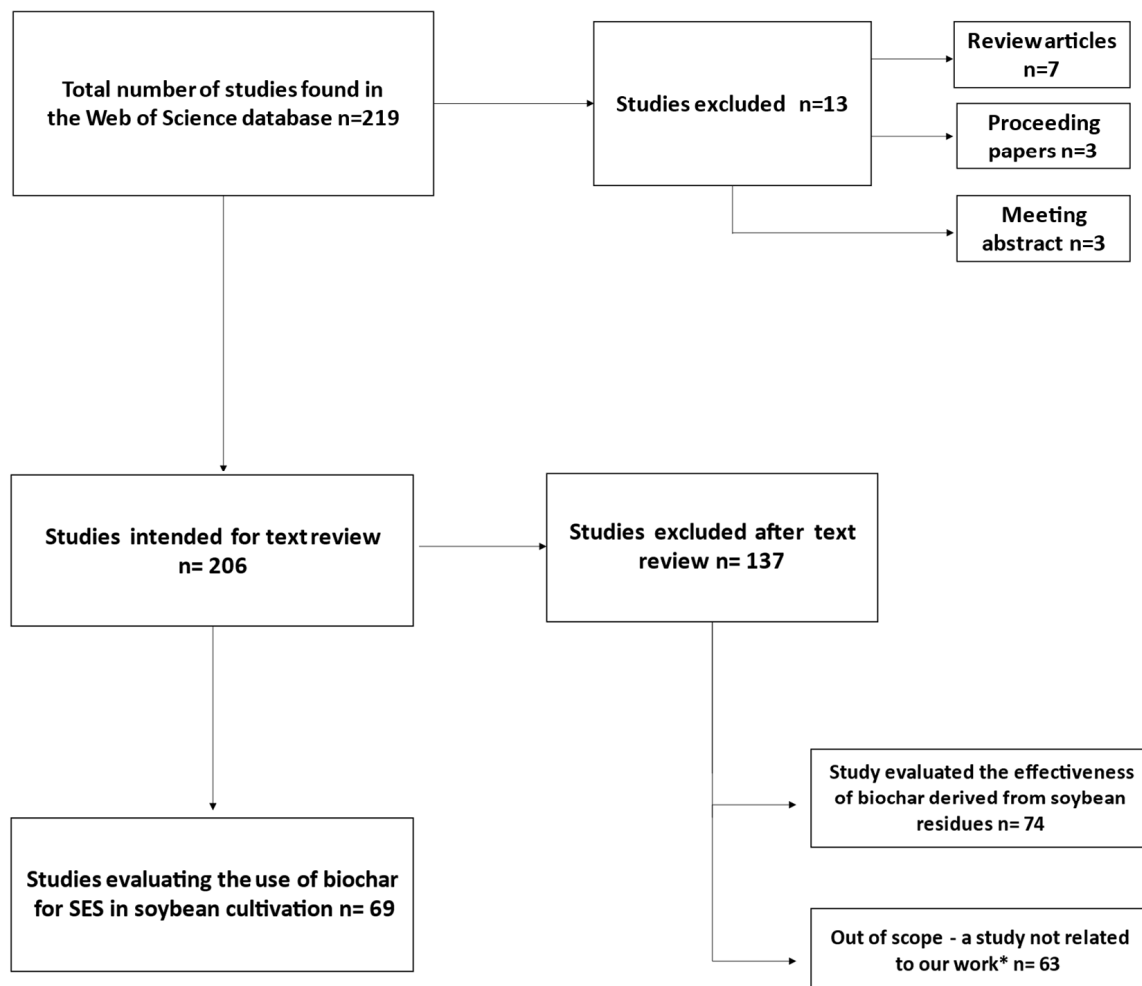 Total number of studies found in
the Web of Science database n=219
Studies excluded n=13
Review articles
n=7
Proceeding
papers n=3
Meeting
abstract n=3
Studies intended for text review
n= 206
Studies excluded after text
review n= 137
Study evaluated the effectiveness
of biochar derived from soybean
residues n= 74
Studies evaluating the use of biochar
for SES in soybean cultivation n= 69
Out of scope - a study not related
to our work* n= 63